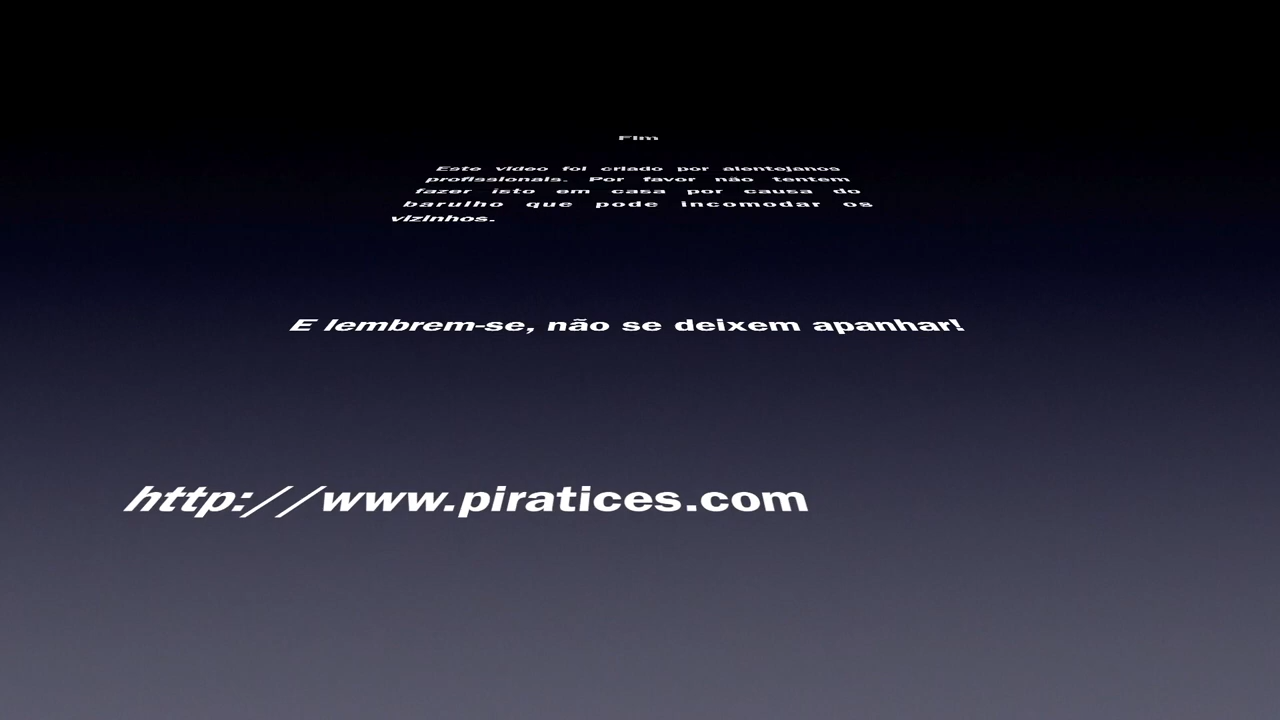 Fim
Este vídeo foi criado por alentejanos
profissionais. Por favor não tentem
fazer isto em casa por causa do
barulho que pode incomodar os
vizinhos.
E lembrem-se, não se deixem apanhar!
http://www.piratices.com